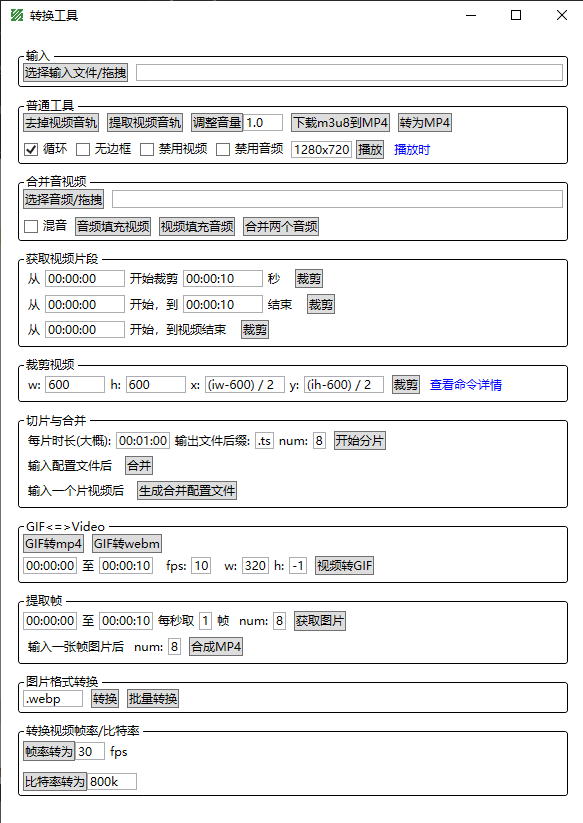 转换工具
输入
选择输入文件/拖拽
普通工具
去掉视频音轨 提取视频音轨 调整音量 1.0 下载m3u8到MP4 转为MP4
循环 无边框 禁用视频 禁用音频 1280x720 播放 播放时
合并音视频
选择音频/拖拽
混音 音频填充视频 视频填充音频 合并两个音频
获取视频片段
从 00:00:00 开始裁剪 00:00:10 秒 裁剪
从 00:00:00 开始，到 00:00:10 结束 裁剪
从 00:00:00 开始，到视频结束 裁剪
裁剪视频
w: 600 h: 600 x: (iw-600) / 2 y: (ih-600) / 2 裁剪 查看命令详情
切片与合并
每片时长(大概): 00:01:00 输出文件后缀: .ts num: 8 开始分片
输入配置文件后 合并
输入一个片视频后 生成合并配置文件
GIF<=>Video
GIF转mp4 GIF转webm
00:00:00 至 00:00:10 fps: 10 w: 320 h: -1 视频转GIF
提取帧
00:00:00 至 00:00:10 每秒取 1 帧 num: 8 获取图片
输入一张帧图片后 num: 8 合成MP4
图片格式转换
.webp 转换 批量转换
转换视频帧率/比特率
帧率转为 30 fps
比特率转为 800k